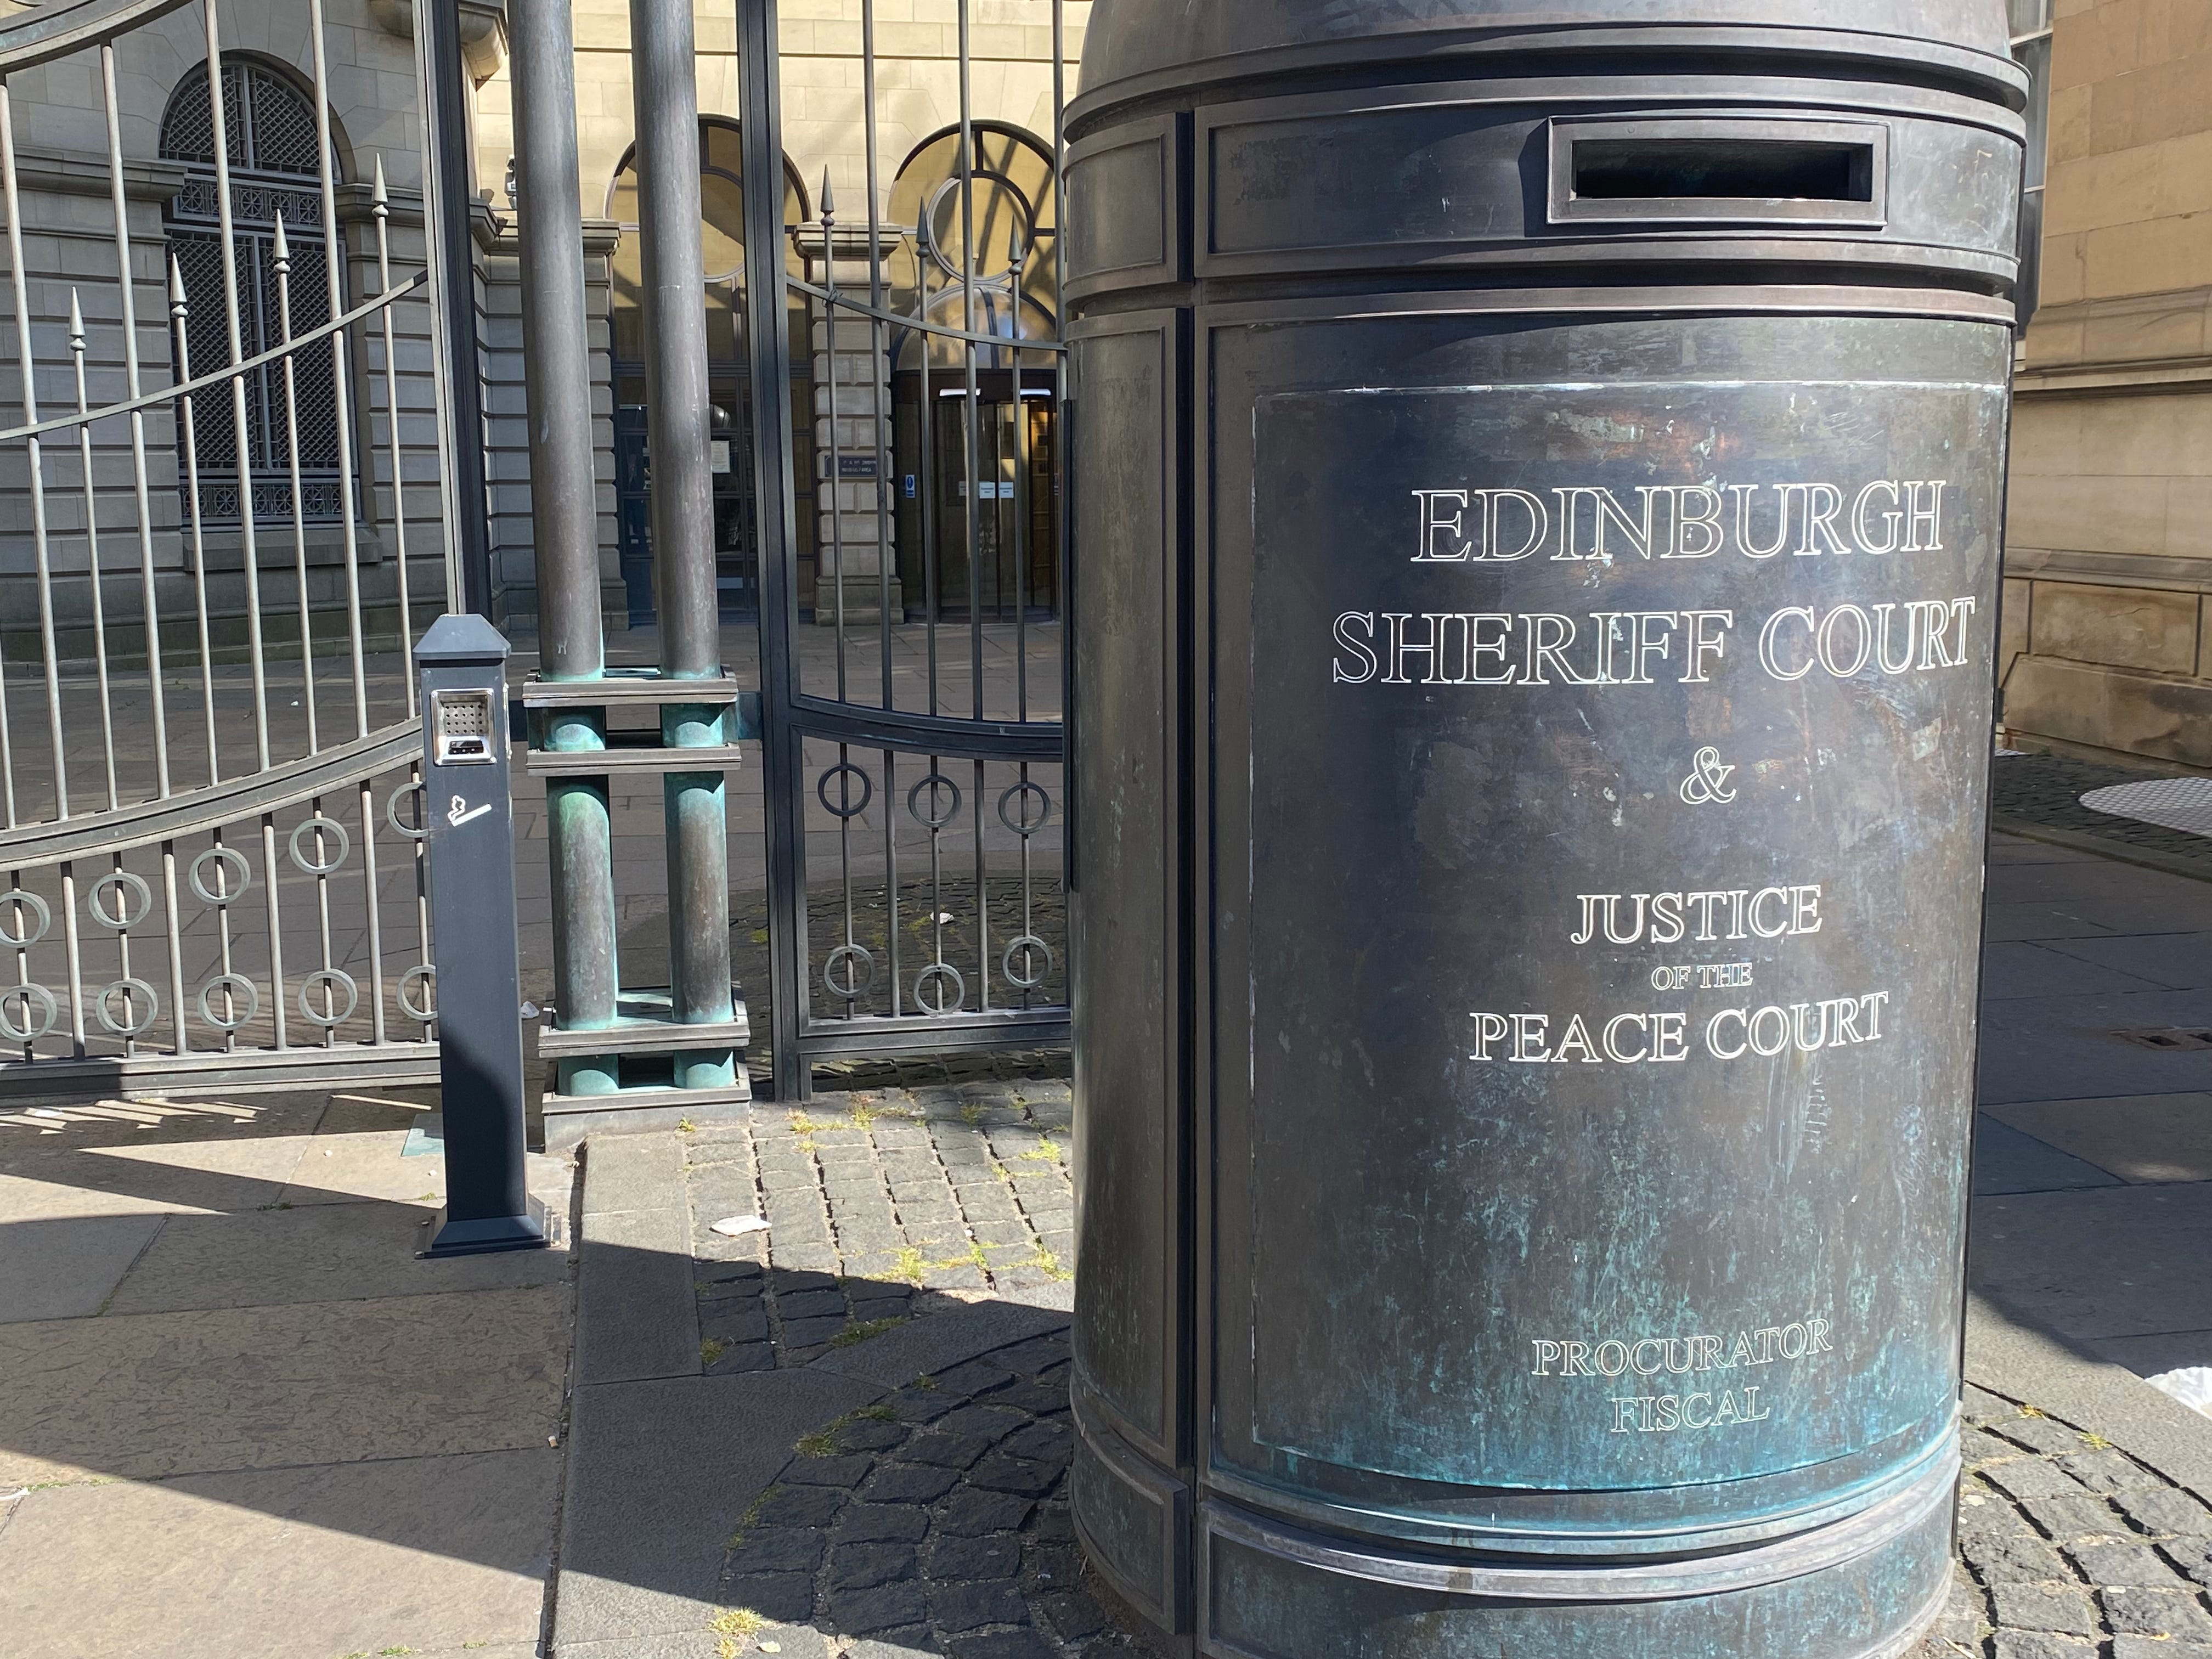 EDINBURGH
SHERIFF COURT
&
JUSTICE
OF THE
PEACE COURT
PROCURATOR
FISCAL